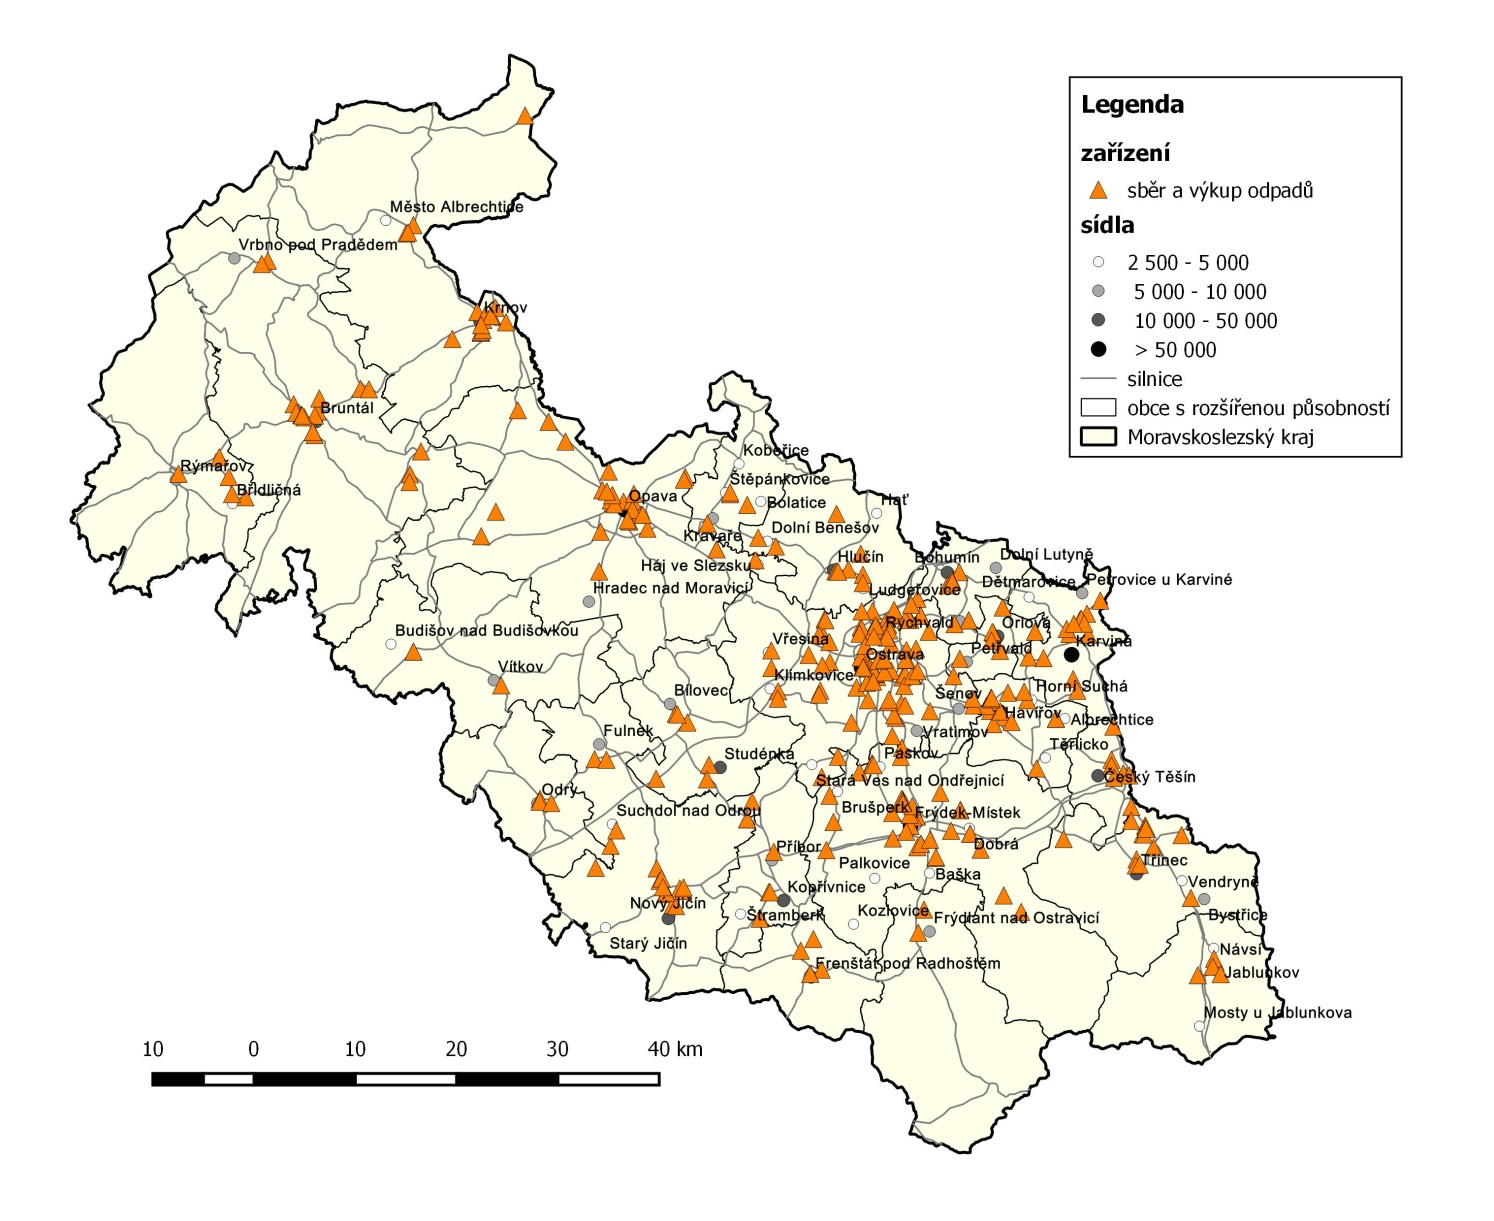 Legenda
zařízení
sběr a výkup odpadů
sídla
2 500 - 5 000
5 000 - 10 000
10 000 - 50 000
> 50 000
silnice
obce s rozšířenou působností
Moravskoslezský kraj
Město Albrechtice
Vrbno pod Pradědem
Krnov
Bruntál
Rýmařov
Břidličná
Kobeřice
Štěpánkovice
Opava
Bolatice
Hať
Kravaře
Dolní Benešov
Háj ve Slezsku
Hlučín
Bohumín
Dolní Lutyně
Hradec nad Moravicí
Ludgeřovice
Dětmarovice
Petrovice u Karviné
Budišov nad Budišovkou
Rychvald
Orlová
Vřesina
Karviná
Vítkov
Ostrava
Petřvald
Klimkovice
Bílovec
Šenov
Horní Suchá
Havířov
Albrechtice
Fulnek
Vratimov
Studénka
Paskov
Těrlicko
Český Těšín
Stará Ves nad Ondřejnicí
Odry
Suchdol nad Odrou
Brušperk
Frýdek-Místek
Příbor
Dobrá
Palkovice
Třinec
Baška
Vendryně
Kopřivnice
Nový Jičín
Štramberk
Kozlovice
Frýdlant nad Ostravicí
Bystřice
Starý Jičín
Návsí
Frenštát pod Radhoštěm
Jablunkov
Mosty u Jablunkova
10 0 10 20 30 40 km